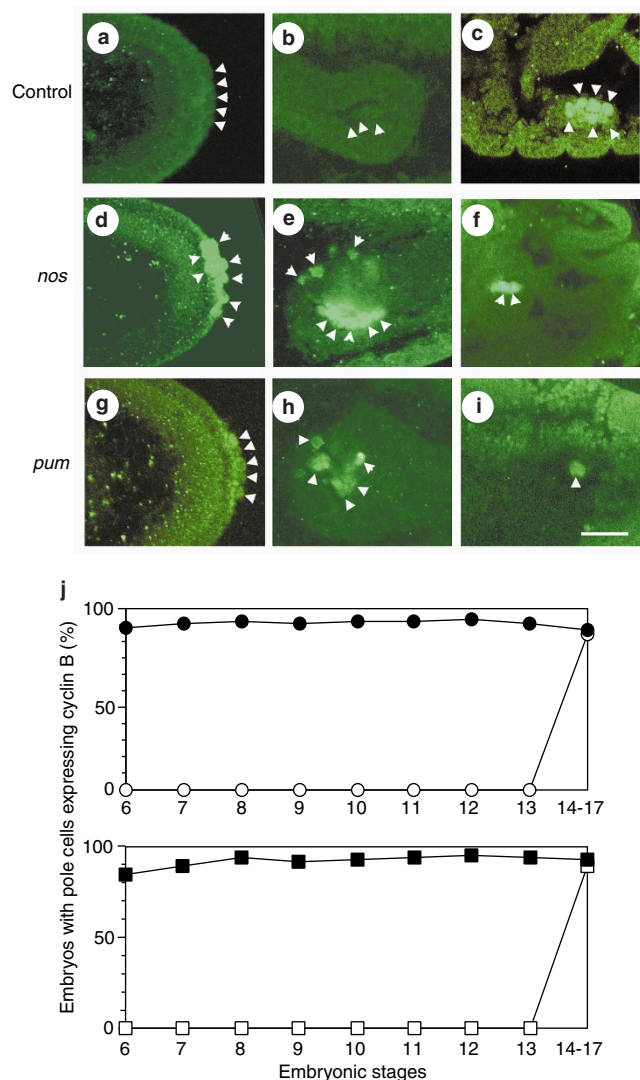 a b c
Control
d e f
nos
g h i
pum
j
Embryos with pole cells expressing cyclin B (%)
100
50
0
6 7 8 9 10 11 12 13 14-17
100
50
0
6 7 8 9 10 11 12 13 14-17
Embryonic stages